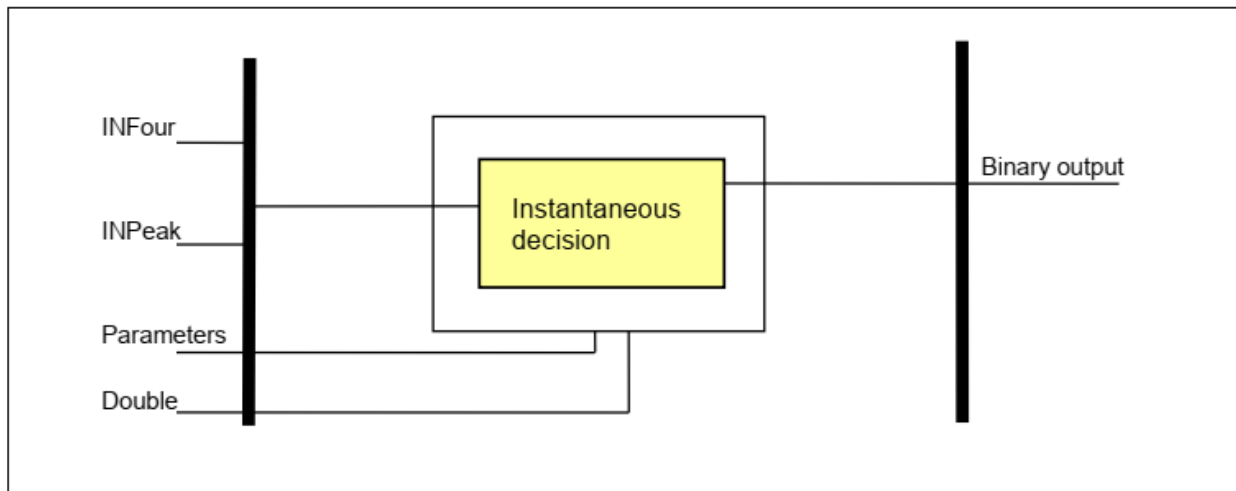 INFour
INPeak
Parameters
Double
Instantaneous
decision
Binary output